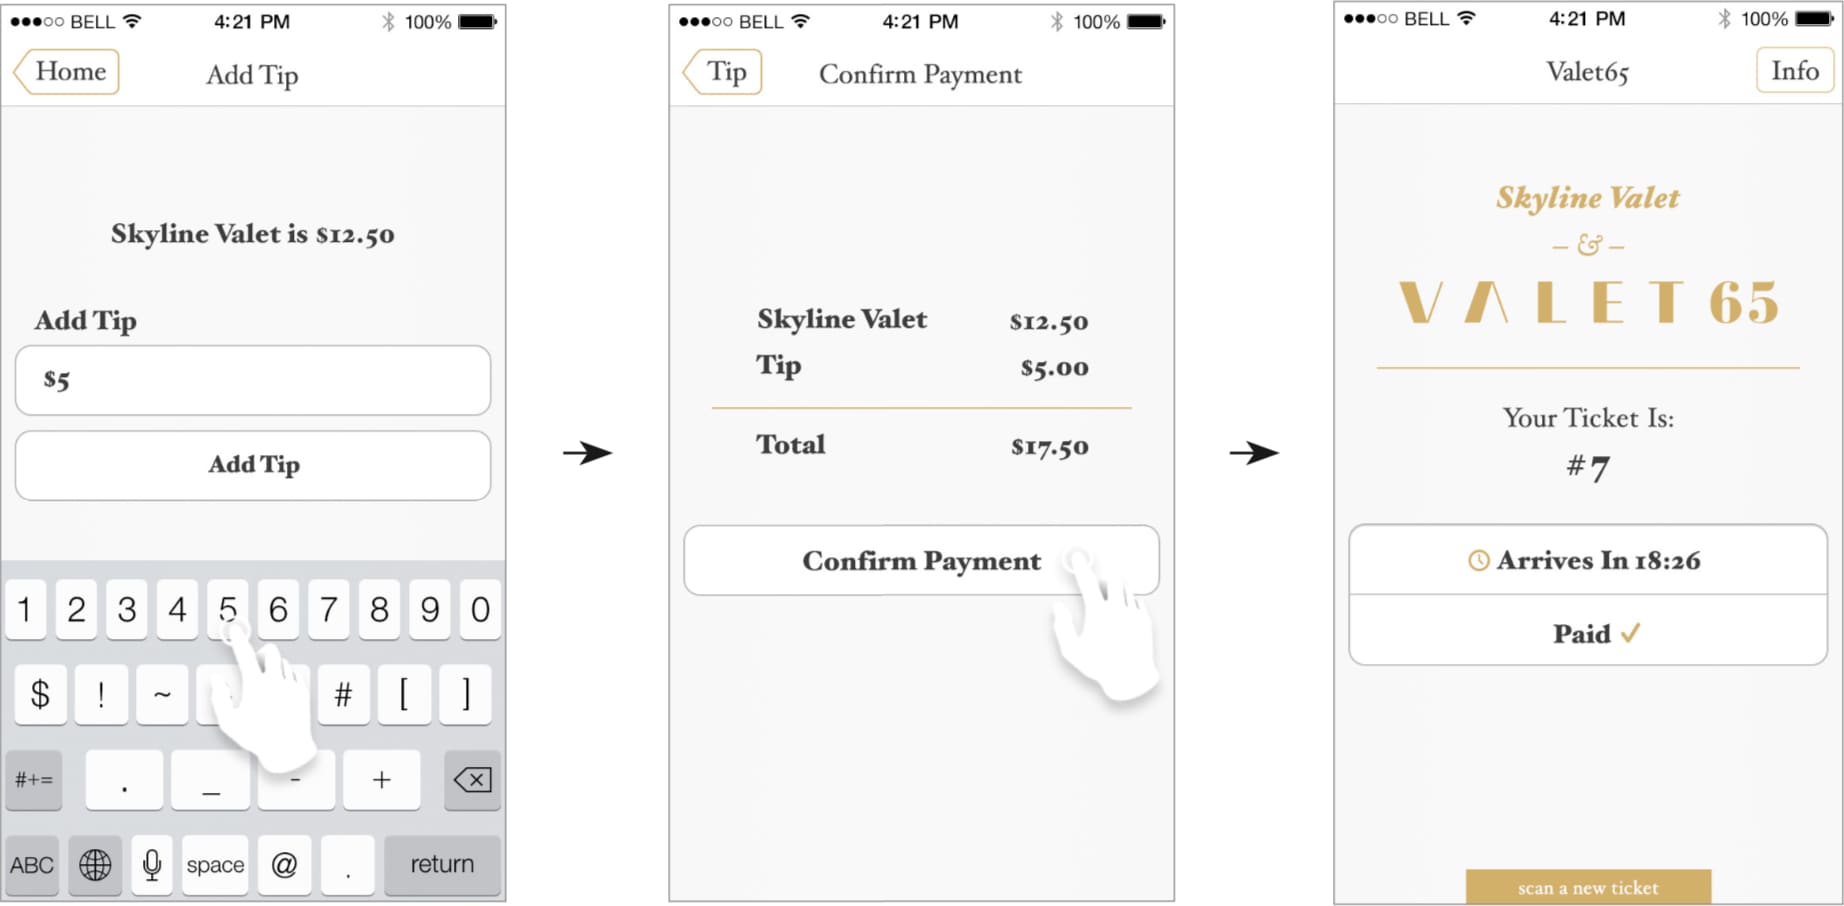 BELL 4:21 PM 100%
Home Add Tip
Skyline Valet is $12.50
Add Tip
$5
Add Tip
1 2 3 4 5 6 7 8 9 0
$ ! ~ # [ ]
#+= . _ - +
ABC space @ . return
BELL 4:21 PM 100%
Tip Confirm Payment
Skyline Valet $12.50
Tip $5.00
Total $17.50
Confirm Payment
BELL 4:21 PM 100%
Valet65 Info
Skyline Valet
– & –
VALET 65
Your Ticket Is:
#7
Arrives In 18:26
Paid ✓
scan a new ticket